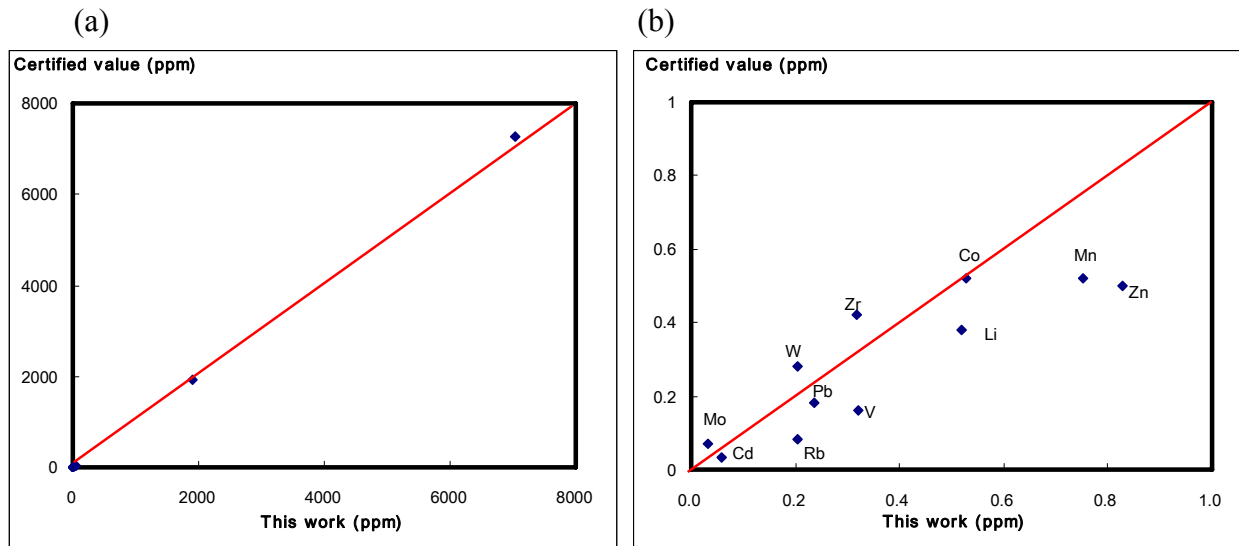 (a)
(b)
Certified value (ppm)
8000
6000
4000
2000
0
0 2000 4000 6000 8000
This work (ppm)
Certified value (ppm)
1
0.8
0.6
0.4
0.2
0
Co
Mn
Zn
Zr
Li
W
Pb
V
Mo
Cd
Rb
0.0 0.2 0.4 0.6 0.8 1.0
This work (ppm)